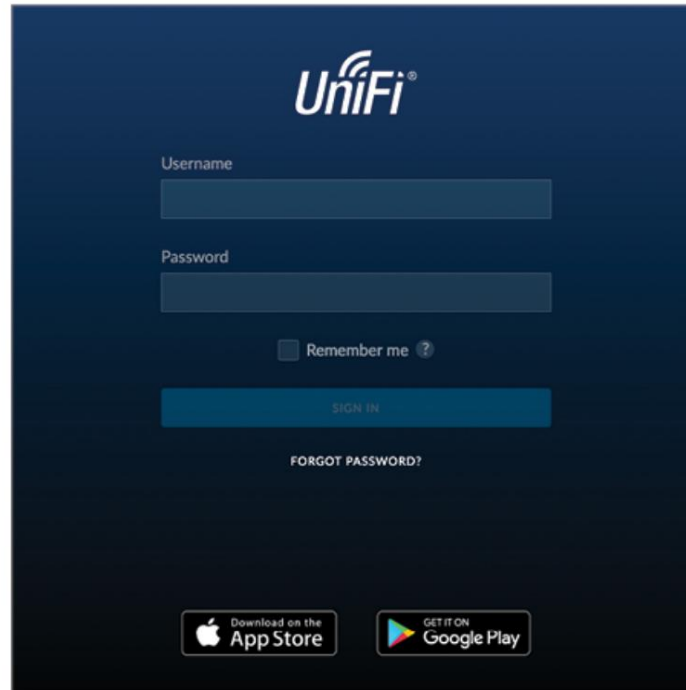 UniFi®
Username
Password
Remember me ?
SIGN IN
FORGOT PASSWORD?
Download on the
App Store
GET IT ON
Google Play